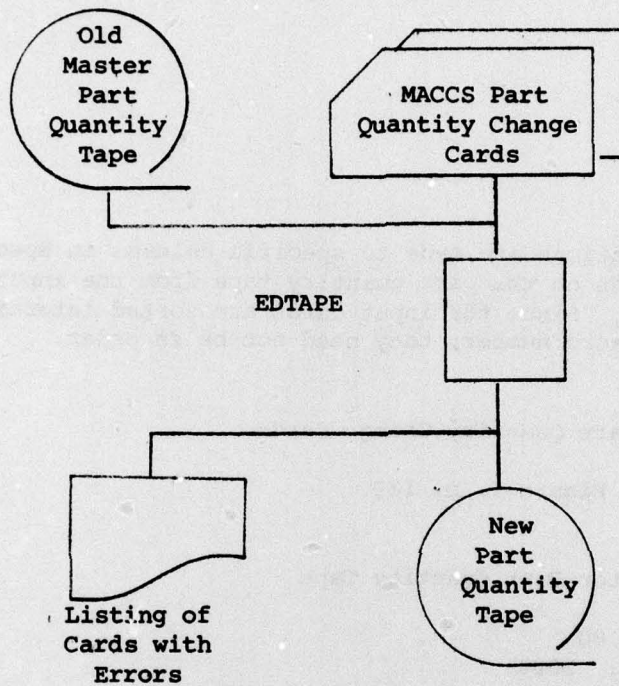 Old
Master
Part
Quantity
Tape
MACCS Part
Quantity Change
Cards
EDTAPE
Listing of
Cards with
Errors
New
Part
Quantity
Tape